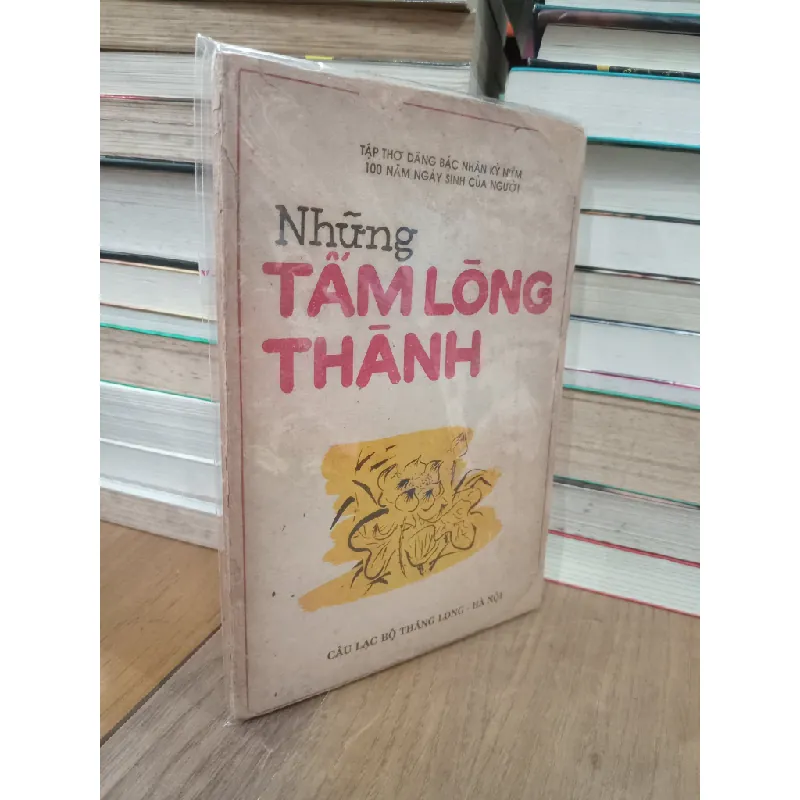 TẬP THƠ DÂNG BÁC NHÂN KỶ NIỆM
100 NĂM NGÀY SINH CỦA NGƯỜI
Những
TẤM LÒNG
THÀNH
CÂU LẠC BỘ THĂNG LONG - HÀ NỘI